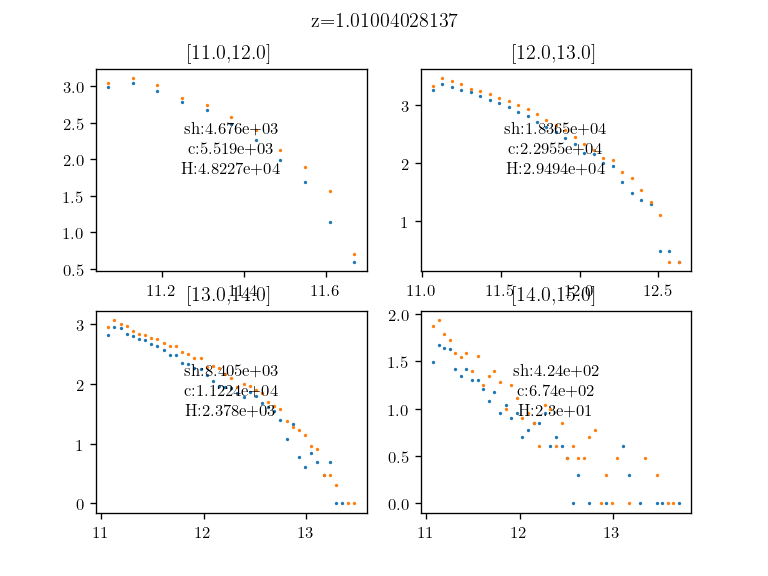 z=1.01004028137
[11.0,12.0]
3.0
2.5
2.0
1.5
1.0
0.5
sh:4.676e+03
c:5.519e+03
H:4.8227e+04
11.2
11.4
11.6
[12.0,13.0]
3
2
1
sh:1.8365e+04
c:2.2955e+04
H:2.9494e+04
11.0
11.5
12.0
12.5
[13.0,14.0]
3
2
1
0
sh:8.405e+03
c:1.1224e+04
H:2.378e+03
11
12
13
[14.0,15.0]
2.0
1.5
1.0
0.5
0.0
sh:4.24e+02
c:6.74e+02
H:2.3e+01
11
12
13